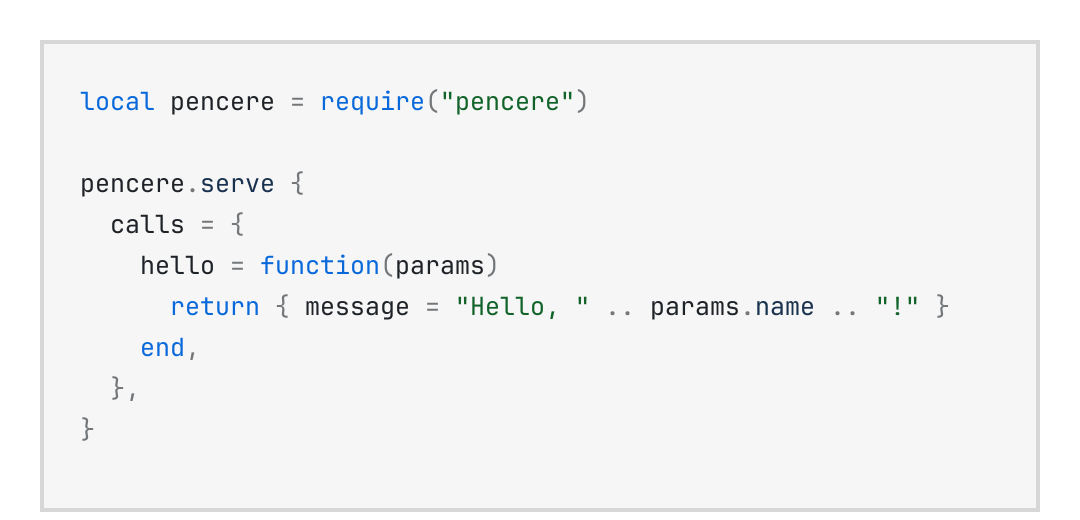 local pencere = require("pencere")

pencere.serve {
  calls = {
    hello = function(params)
      return { message = "Hello, " .. params.name .. "!" }
    end,
  },
}